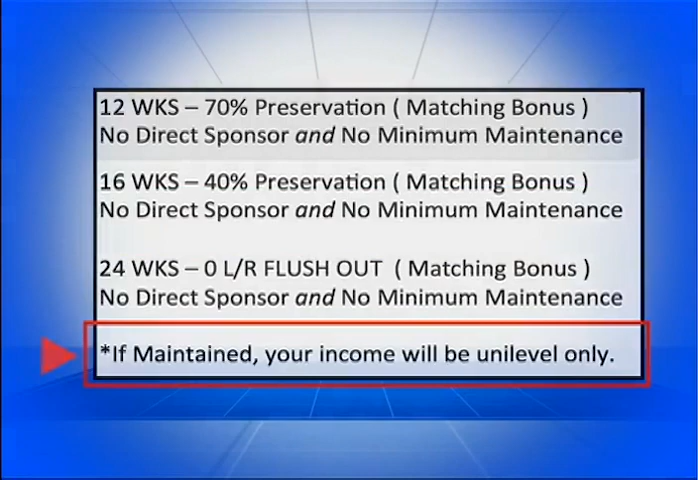 12 WKS – 70% Preservation ( Matching Bonus )
No Direct Sponsor and No Minimum Maintenance
16 WKS – 40% Preservation ( Matching Bonus )
No Direct Sponsor and No Minimum Maintenance
24 WKS – 0 L/R FLUSH OUT ( Matching Bonus )
No Direct Sponsor and No Minimum Maintenance
*If Maintained, your income will be unilevel only.